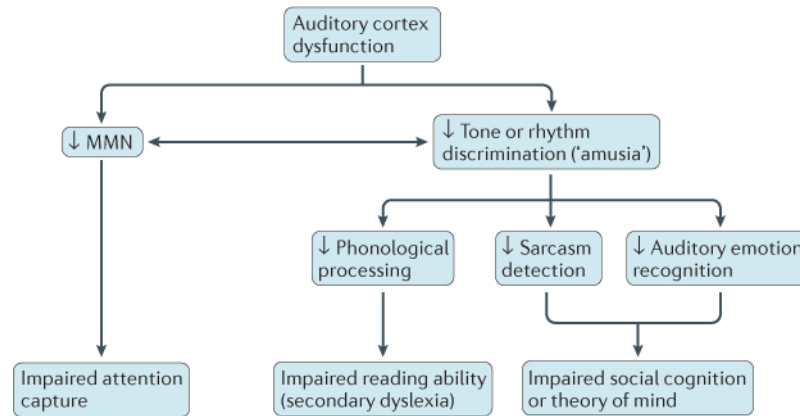 Auditory cortex
dysfunction
↓ MMN
↓ Tone or rhythm
discrimination (‘amusia’)
↓ Phonological
processing
↓ Sarcasm
detection
↓ Auditory emotion
recognition
Impaired attention
capture
Impaired reading ability
(secondary dyslexia)
Impaired social cognition
or theory of mind